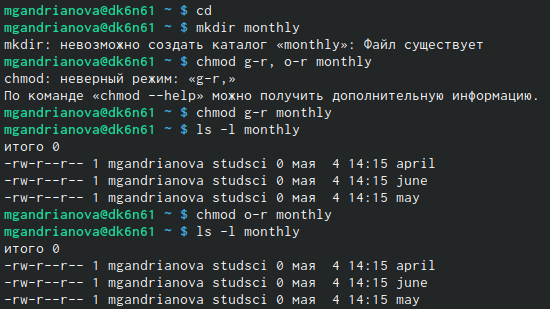 mgandrianova@dk6n61 ~ $ cd
mgandrianova@dk6n61 ~ $ mkdir monthly
mkdir: невозможно создать каталог «monthly»: Файл существует
mgandrianova@dk6n61 ~ $ chmod g-r, o-r monthly
chmod: неверный режим: «g-r,»
По команде «chmod --help» можно получить дополнительную информацию.
mgandrianova@dk6n61 ~ $ chmod g-r monthly
mgandrianova@dk6n61 ~ $ ls -l monthly
итого 0
-rw-r--r-- 1 mgandrianova studsci 0 мая  4 14:15 april
-rw-r--r-- 1 mgandrianova studsci 0 мая  4 14:15 june
-rw-r--r-- 1 mgandrianova studsci 0 мая  4 14:15 may
mgandrianova@dk6n61 ~ $ chmod o-r monthly
mgandrianova@dk6n61 ~ $ ls -l monthly
итого 0
-rw-r--r-- 1 mgandrianova studsci 0 мая  4 14:15 april
-rw-r--r-- 1 mgandrianova studsci 0 мая  4 14:15 june
-rw-r--r-- 1 mgandrianova studsci 0 мая  4 14:15 may